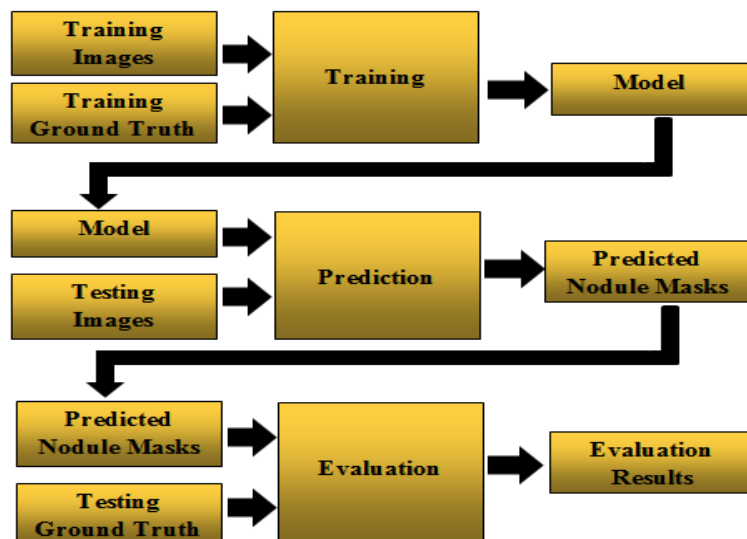 Training
Images
Training
Ground Truth
Training
Model
Model
Testing
Images
Prediction
Predicted
Nodule Masks
Predicted
Nodule Masks
Testing
Ground Truth
Evaluation
Evaluation
Results